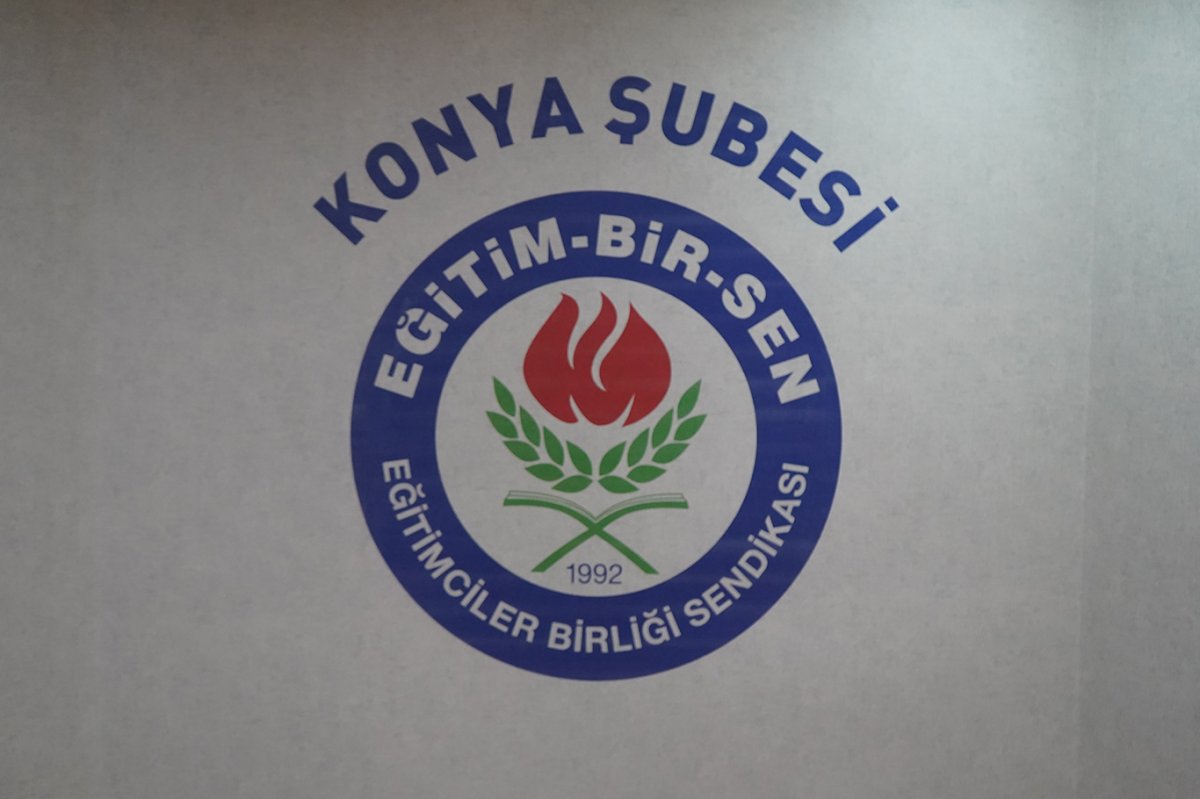 KONYA ŞUBESİ
EĞİTİM-BİR-SEN
EĞİTİMCİLER BİRLİĞİ SENDİKASI
1992